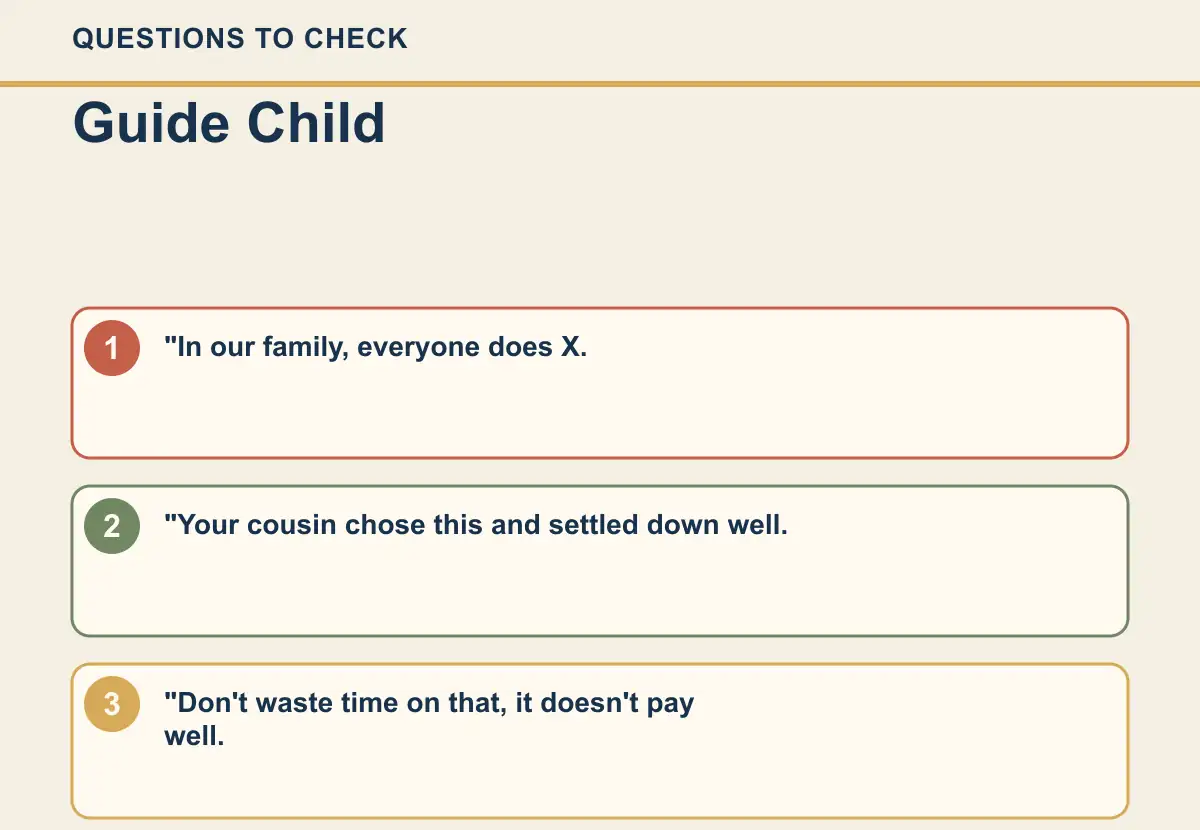 QUESTIONS TO CHECK
Guide Child
1
"In our family, everyone does X.
2
"Your cousin chose this and settled down well.
3
"Don't waste time on that, it doesn't pay
well.